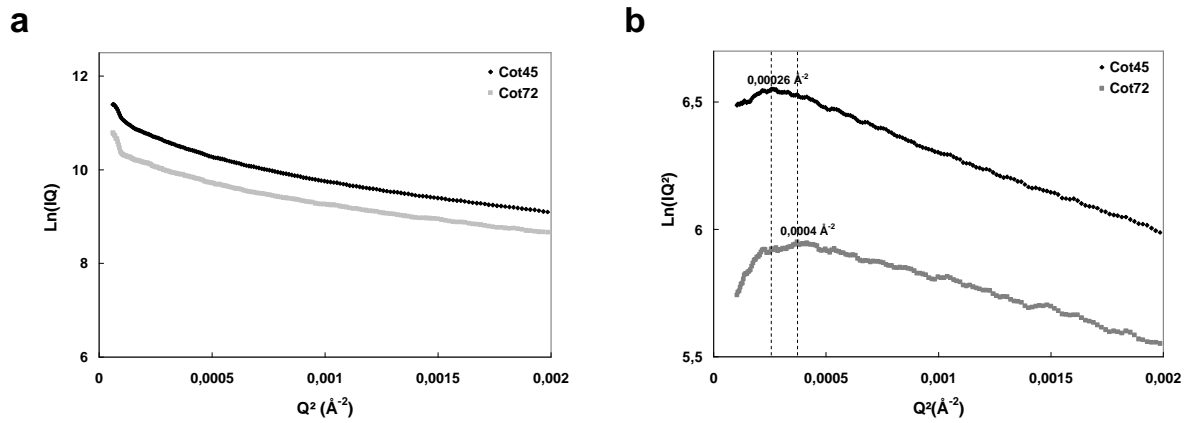 a
12
10
8
6
Ln(IQ)
Cot45
Cot72
0
0,0005
0,001
0,0015
0,002
Q² (Å⁻²)
b
6,5
6
5,5
Ln(IQ²)
Cot45
Cot72
0,00026 Å⁻²
0,0004 Å⁻²
0
0,0005
0,001
0,0015
0,002
Q²(Å⁻²)